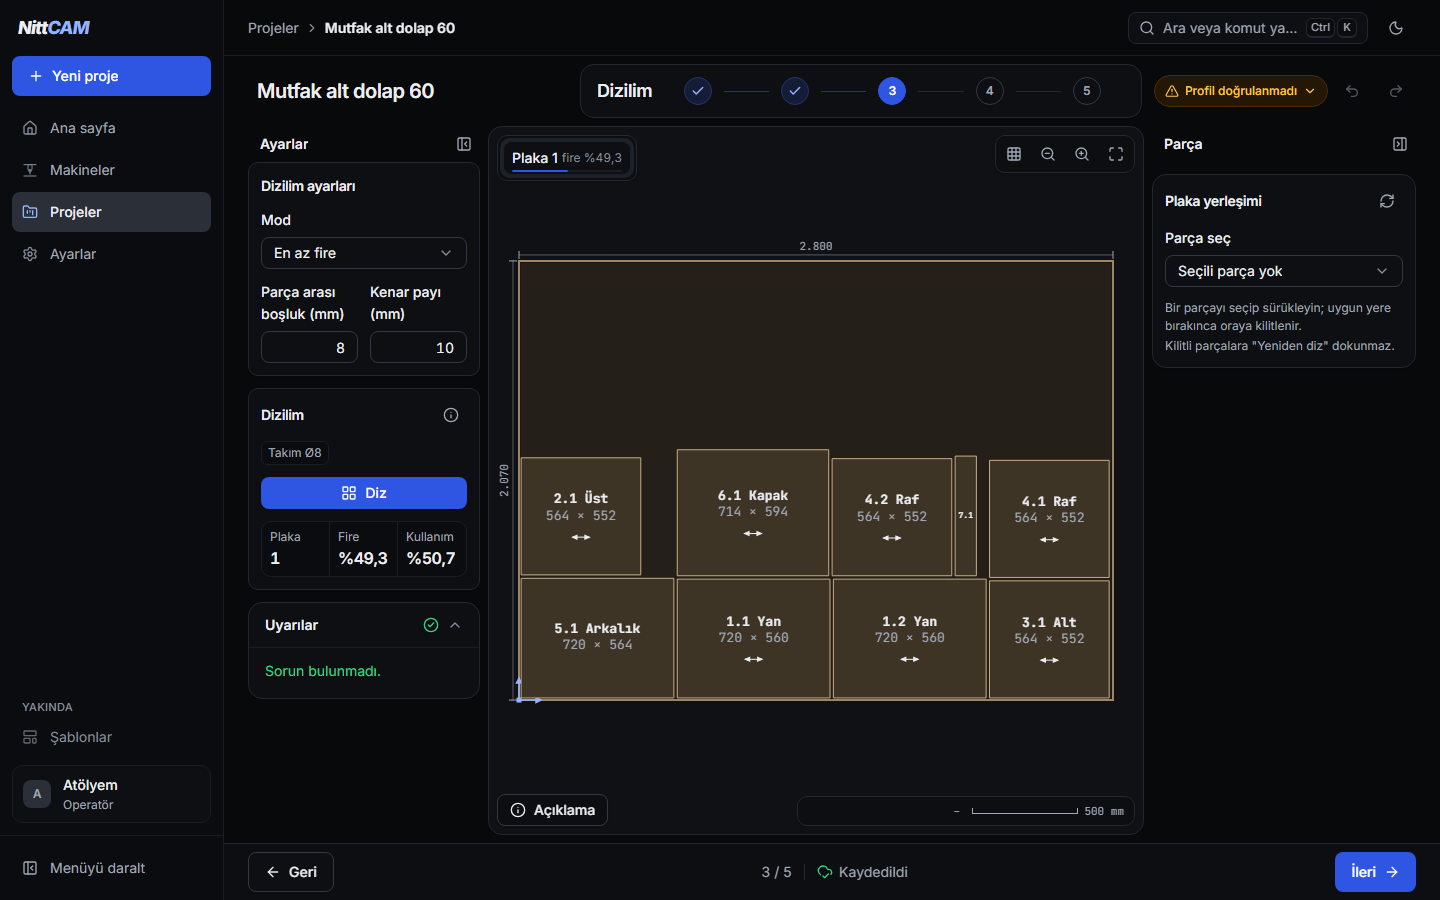 NittCAM
Projeler > Mutfak alt dolap 60
Ara veya komut ya... Ctrl K
Yeni proje
Ana sayfa
Makineler
Projeler
Ayarlar
YAKINDA
Şablonlar
A
Atölyem
Operatör
Menüyü daralt
Mutfak alt dolap 60
Dizilim
3
4
5
Profil doğrulanmadı
Ayarlar
Dizilim ayarları
Mod
En az fire
Parça arası
boşluk (mm)
Kenar payı
(mm)
8
10
Dizilim
Takım Ø8
Diz
Plaka
1
Fire
%49,3
Kullanım
%50,7
Uyarılar
Sorun bulunmadı.
Plaka 1 fire %49,3
2.800
2.070
2.1 Üst
564 × 552
6.1 Kapak
714 × 594
4.2 Raf
564 × 552
7.1
4.1 Raf
564 × 552
5.1 Arkalık
720 × 564
1.1 Yan
720 × 560
1.2 Yan
720 × 560
3.1 Alt
564 × 552
Açıklama
– 500 mm
Parça
Plaka yerleşimi
Parça seç
Seçili parça yok
Bir parçayı seçip sürükleyin; uygun yere
bırakınca oraya kilitlenir.
Kilitli parçalara "Yeniden diz" dokunmaz.
Geri
3 / 5
Kaydedildi
İleri